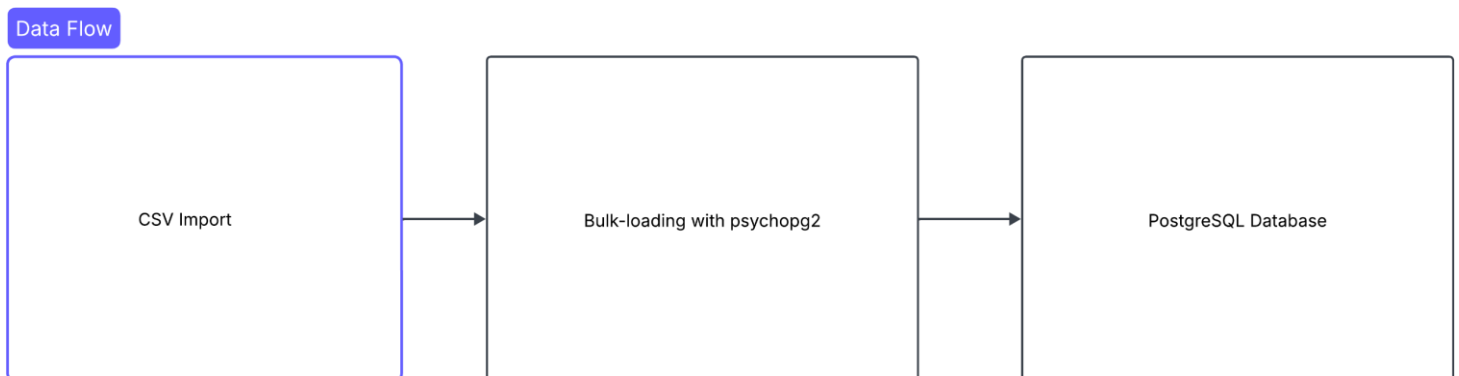 Data Flow
CSV Import
Bulk-loading with psychopg2
PostgreSQL Database